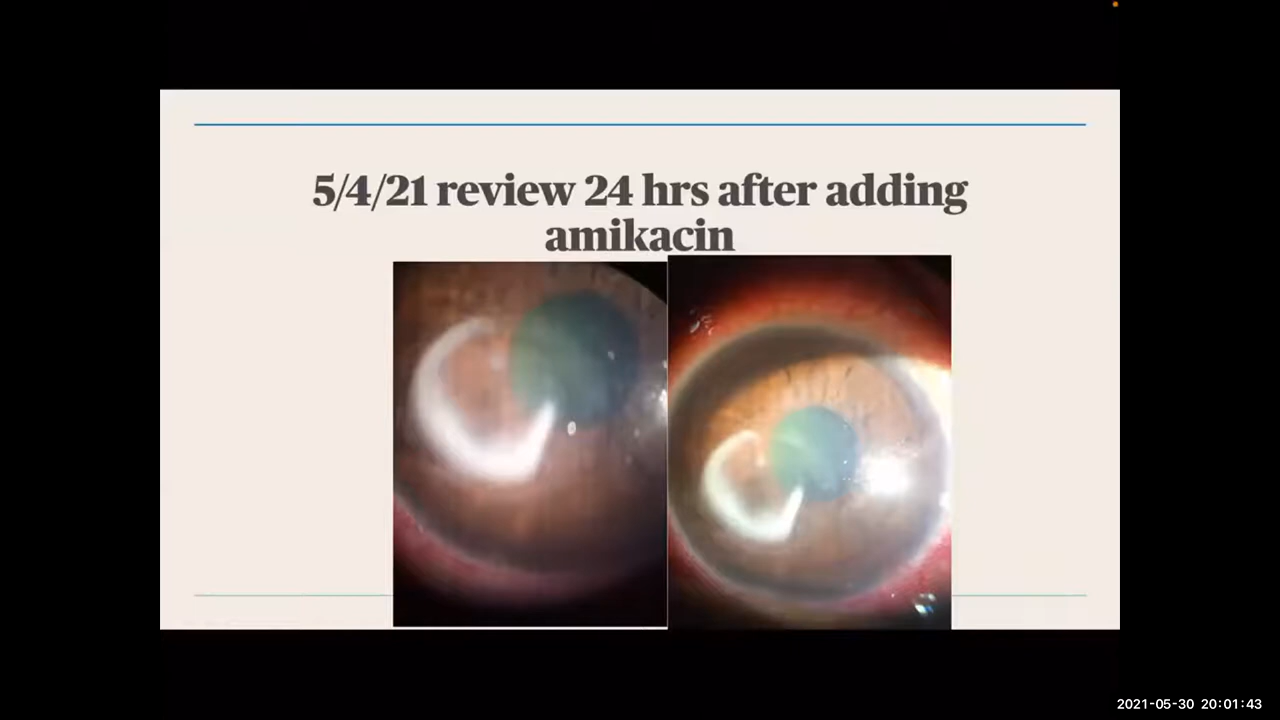 5/4/21 review 24 hrs after adding
amikacin
2021-05-30 20:01:43